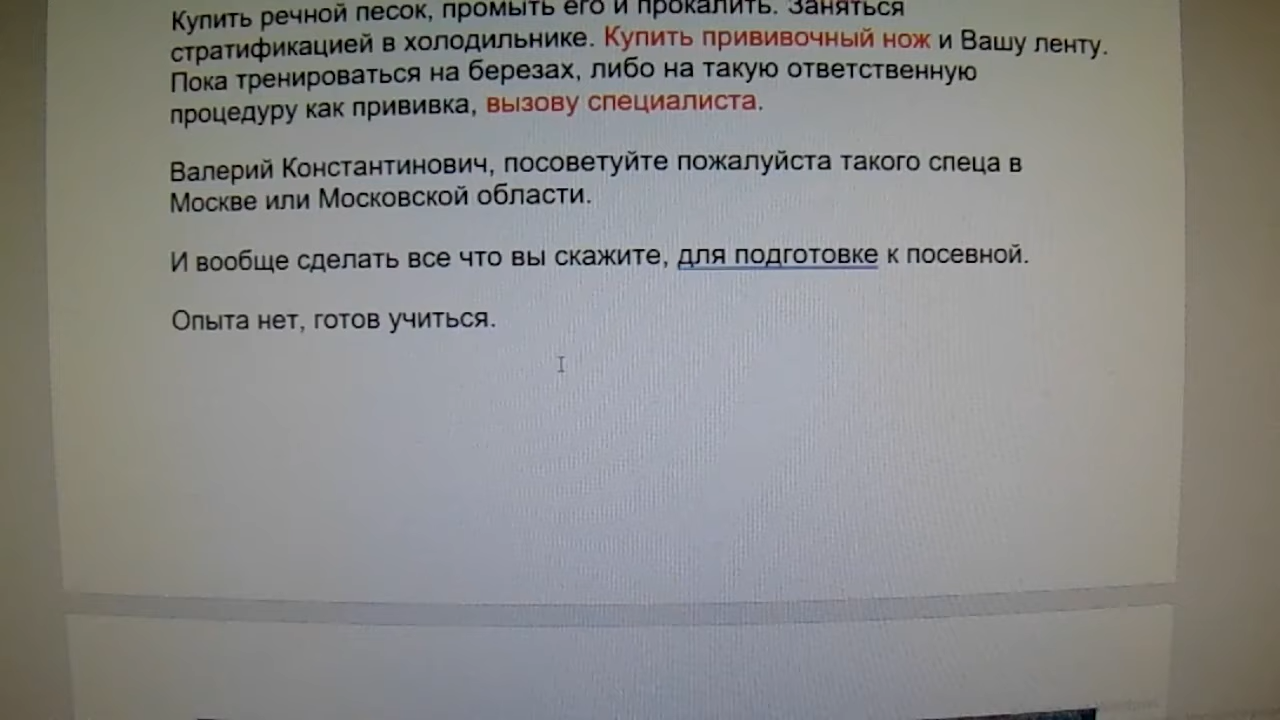 Купить речной песок, промыть его и прокалить. Заняться
стратификацией в холодильнике. Купить прививочный нож и Вашу ленту.
Пока тренироваться на березах, либо на такую ответственную
процедуру как прививка, вызову специалиста.
Валерий Константинович, посоветуйте пожалуйста такого спеца в
Москве или Московской области.
И вообще сделать все что вы скажите, для подготовке к посевной.
Опыта нет, готов учиться.